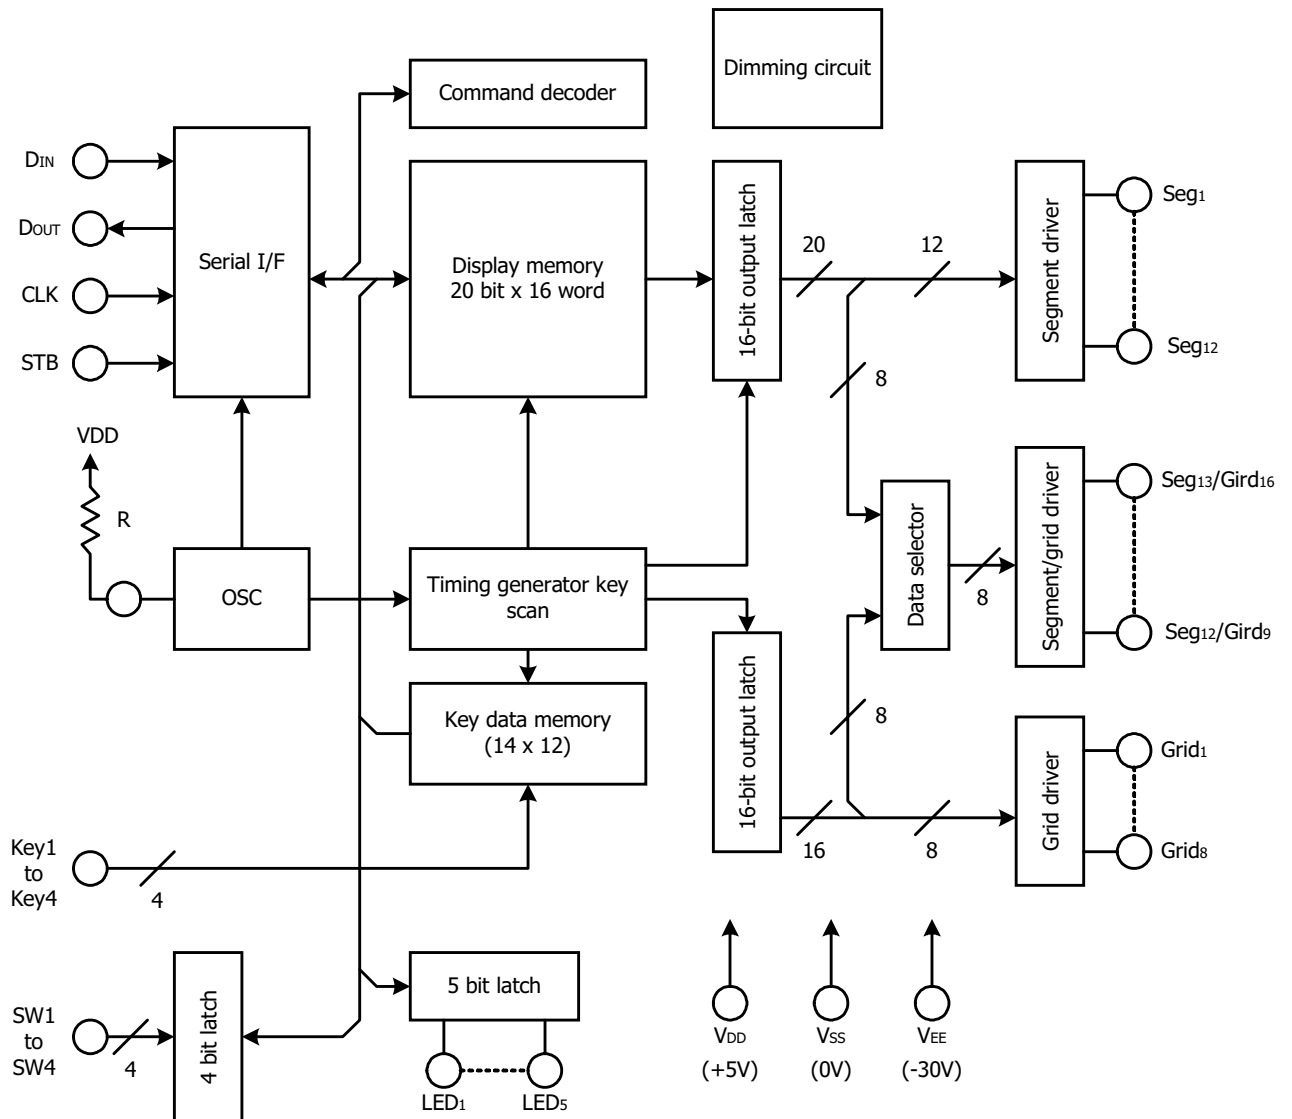 Dimming circuit
Command decoder
DIN
DOUT
CLK
STB
Serial I/F
Display memory
20 bit x 16 word
16-bit output latch
20
12
8
Segment driver
Seg1
Seg12
VDD
R
OSC
Timing generator key
scan
Data selector
8
Segment/grid driver
Seg13/Gird16
Seg12/Gird9
Key data memory
(14 x 12)
16-bit output latch
8
16
8
Grid driver
Grid1
Grid8
Key1
to
Key4
4
SW1
to
SW4
4
4 bit latch
5 bit latch
LED1
LED5
VDD
(+5V)
VSS
(0V)
VEE
(-30V)